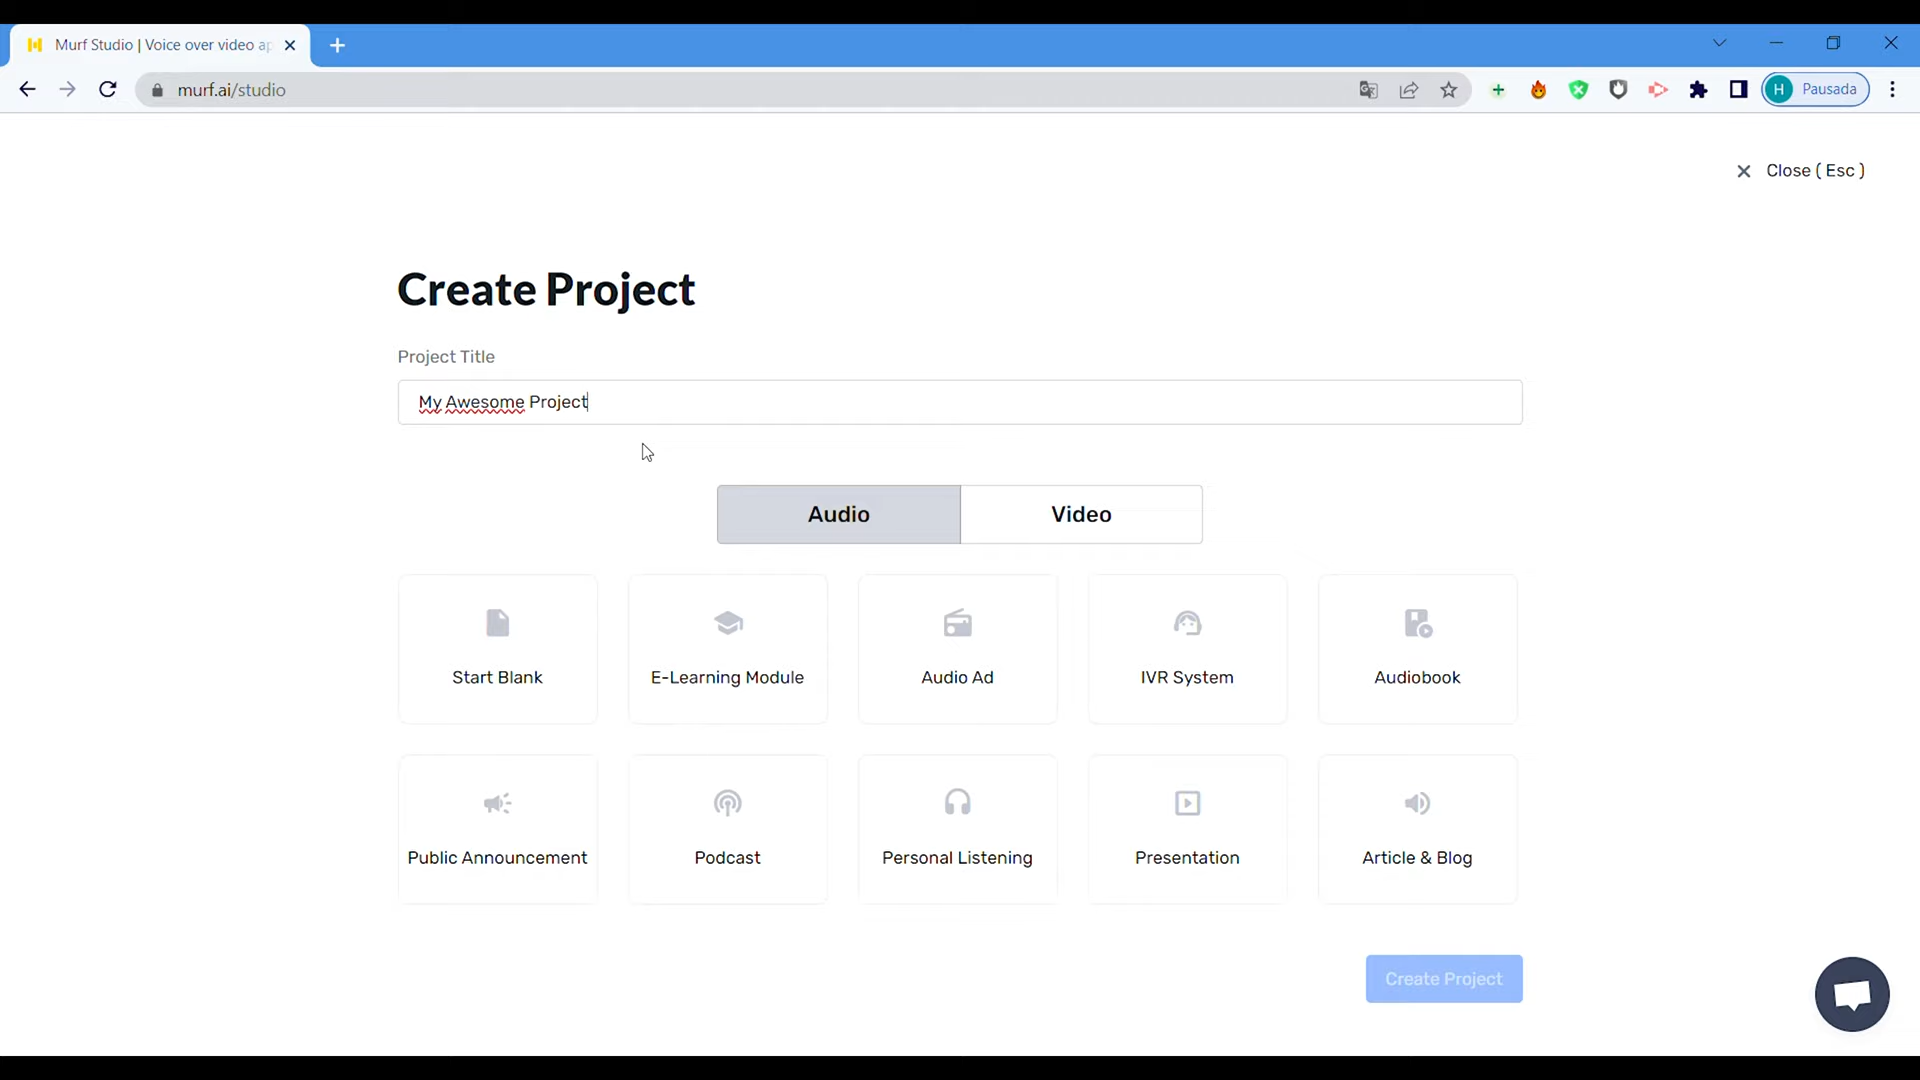 Murf Studio | Voice over video ap
murf.ai/studio
H Pausada
Close ( Esc )
Create Project
Project Title
My Awesome Project
Audio Video
Start Blank E-Learning Module Audio Ad IVR System Audiobook
Public Announcement Podcast Personal Listening Presentation Article & Blog
Create Project